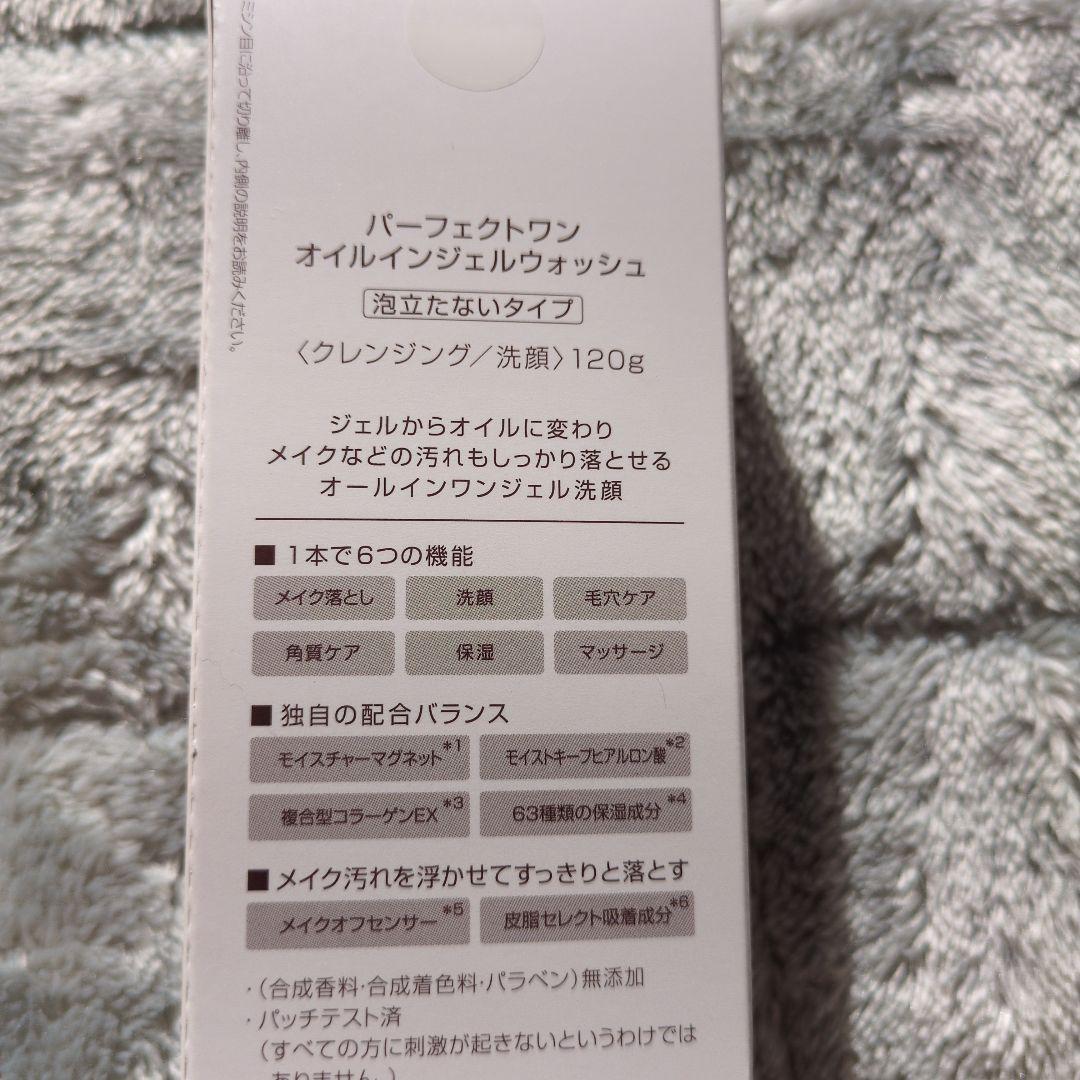 ミシン目に沿って切り離し、内側の説明をお読みください。
パーフェクトワン
オイルインジェルウォッシュ
泡立たないタイプ
〈クレンジング／洗顔〉120g
ジェルからオイルに変わり
メイクなどの汚れもしっかり落とせる
オールインワンジェル洗顔
■ 1本で6つの機能
メイク落とし 洗顔 毛穴ケア
角質ケア 保湿 マッサージ
■ 独自の配合バランス
モイスチャーマグネット*1 モイストキープヒアルロン酸*2
複合型コラーゲンEX*3 63種類の保湿成分*4
■ メイク汚れを浮かせてすっきりと落とす
メイクオフセンサー*5 皮脂セレクト吸着成分*6
・(合成香料・合成着色料・パラベン)無添加
・パッチテスト済
(すべての方に刺激が起きないというわけでは
ありません。)